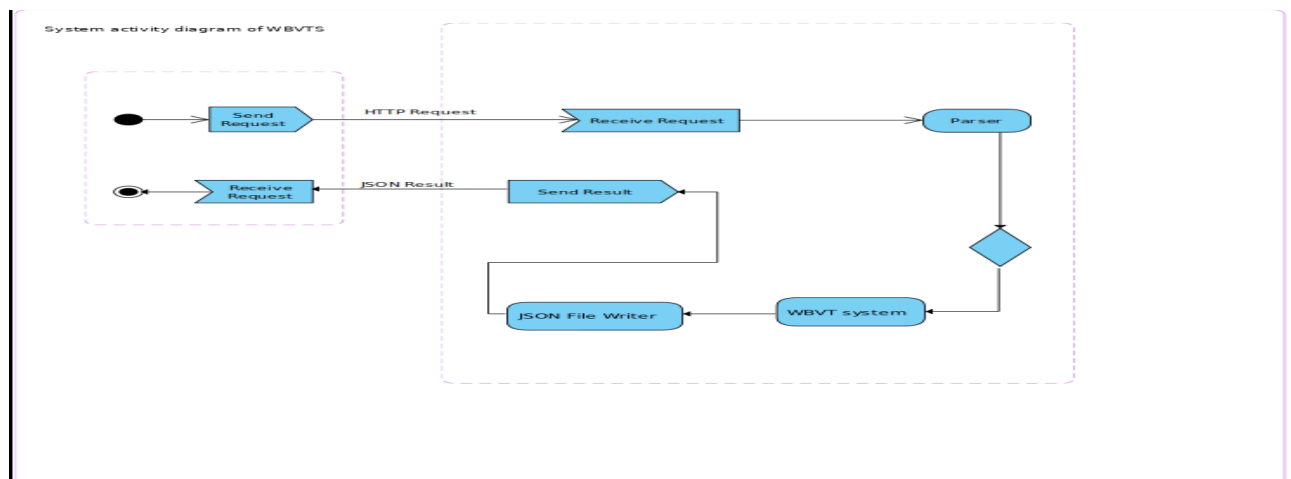 System activity diagram of WBVTS
Send
Request
HTTP Request
Receive Request
Parser
Receive
Request
JSON Result
Send Result
JSON File Writer
WBVT system